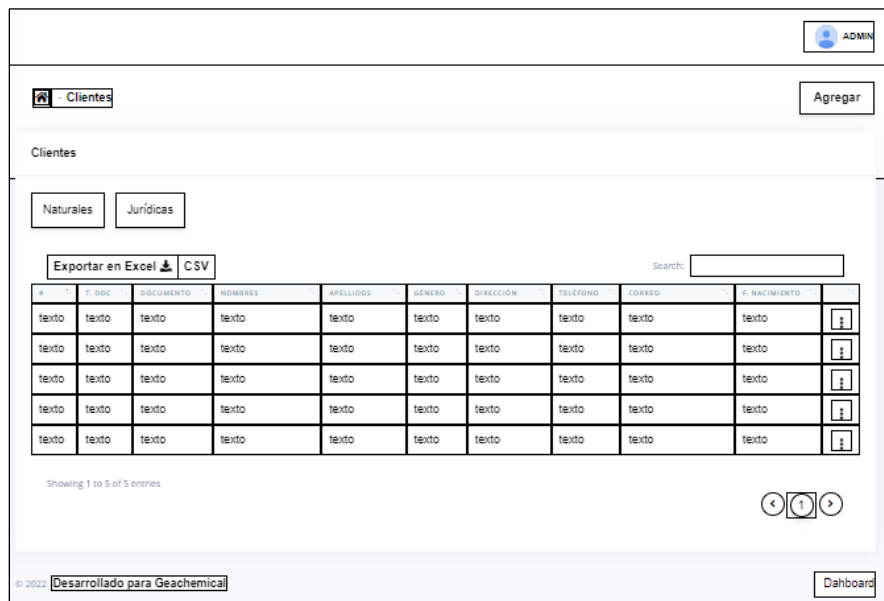 ADMIN
- Clientes
Agregar
Clientes
Naturales Jurídicas
Exportar en Excel CSV Search:
# T. DOC DOCUMENTO NOMBRES APELLIDOS GÉNERO DIRECCIÓN TELÉFONO CORREO F. NACIMIENTO
texto texto texto texto texto texto texto texto texto texto
texto texto texto texto texto texto texto texto texto texto
texto texto texto texto texto texto texto texto texto texto
texto texto texto texto texto texto texto texto texto texto
texto texto texto texto texto texto texto texto texto texto
Showing 1 to 5 of 5 entries
1
© 2022 Desarrollado para Geachemical Dahboard